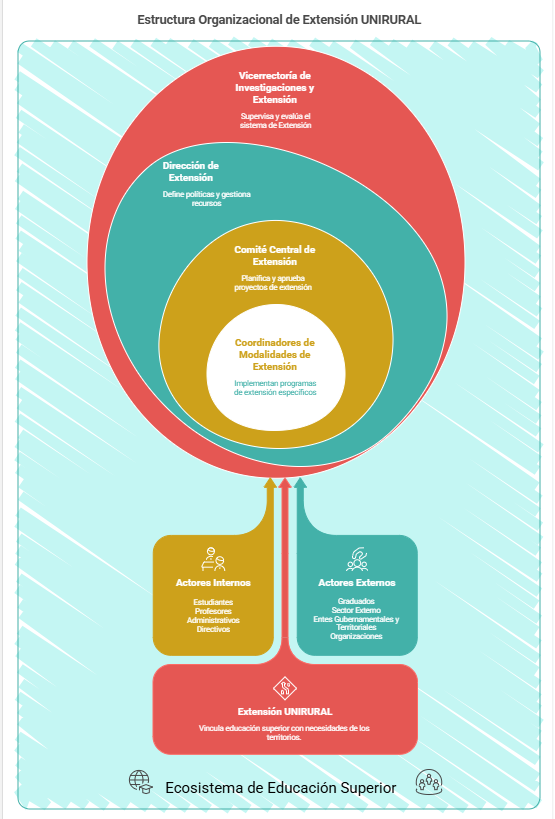 Estructura Organizacional de Extensión UNIRURAL
Vicerrectoría de
Investigaciones y
Extensión
Supervisa y evalúa el
sistema de Extensión
Dirección de
Extensión
Define políticas y gestiona
recursos
Comité Central de
Extensión
Planifica y aprueba
proyectos de extensión
Coordinadores de
Modalidades de
Extensión
Implementan programas
de extensión específicos
Actores Internos
Estudiantes
Profesores
Administrativos
Directivos
Actores Externos
Graduados
Sector Externo
Entes Gubernamentales y
Territoriales
Organizaciones
Extensión UNIRURAL
Vincula educación superior con necesidades de los
territorios.
Ecosistema de Educación Superior